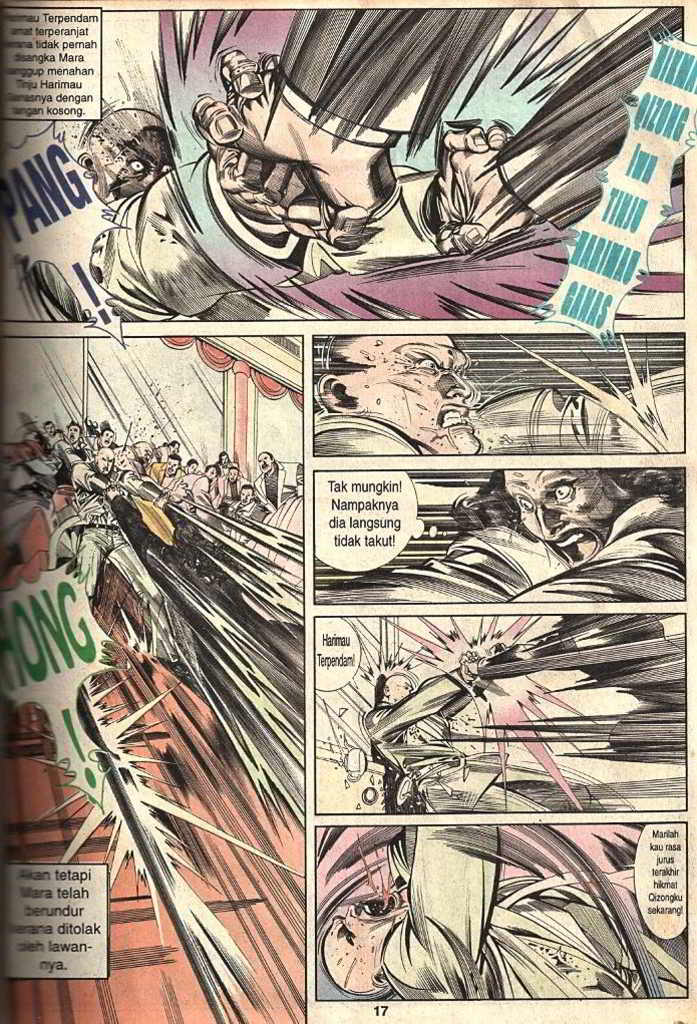 Harimau Terpendam
amat terperanjat
kerana tidak pernah
disangka Mara
sanggup menahan
Tinju Harimau
Ganasnya dengan
tangan kosong.
PANG
..!
HIKMAT
QIZONG
Jwo
TINJU
HARIMAU
GANAS
HONG
..!
Akan tetapi
Mara telah
berundur
kerana ditolak
oleh lawan-
nya.
Tak mungkin!
Nampaknya
dia langsung
tidak takut!
Harimau
Terpendam!
Marilah
kau rasa
jurus
terakhir
hikmat
Qizongku
sekarang!
17